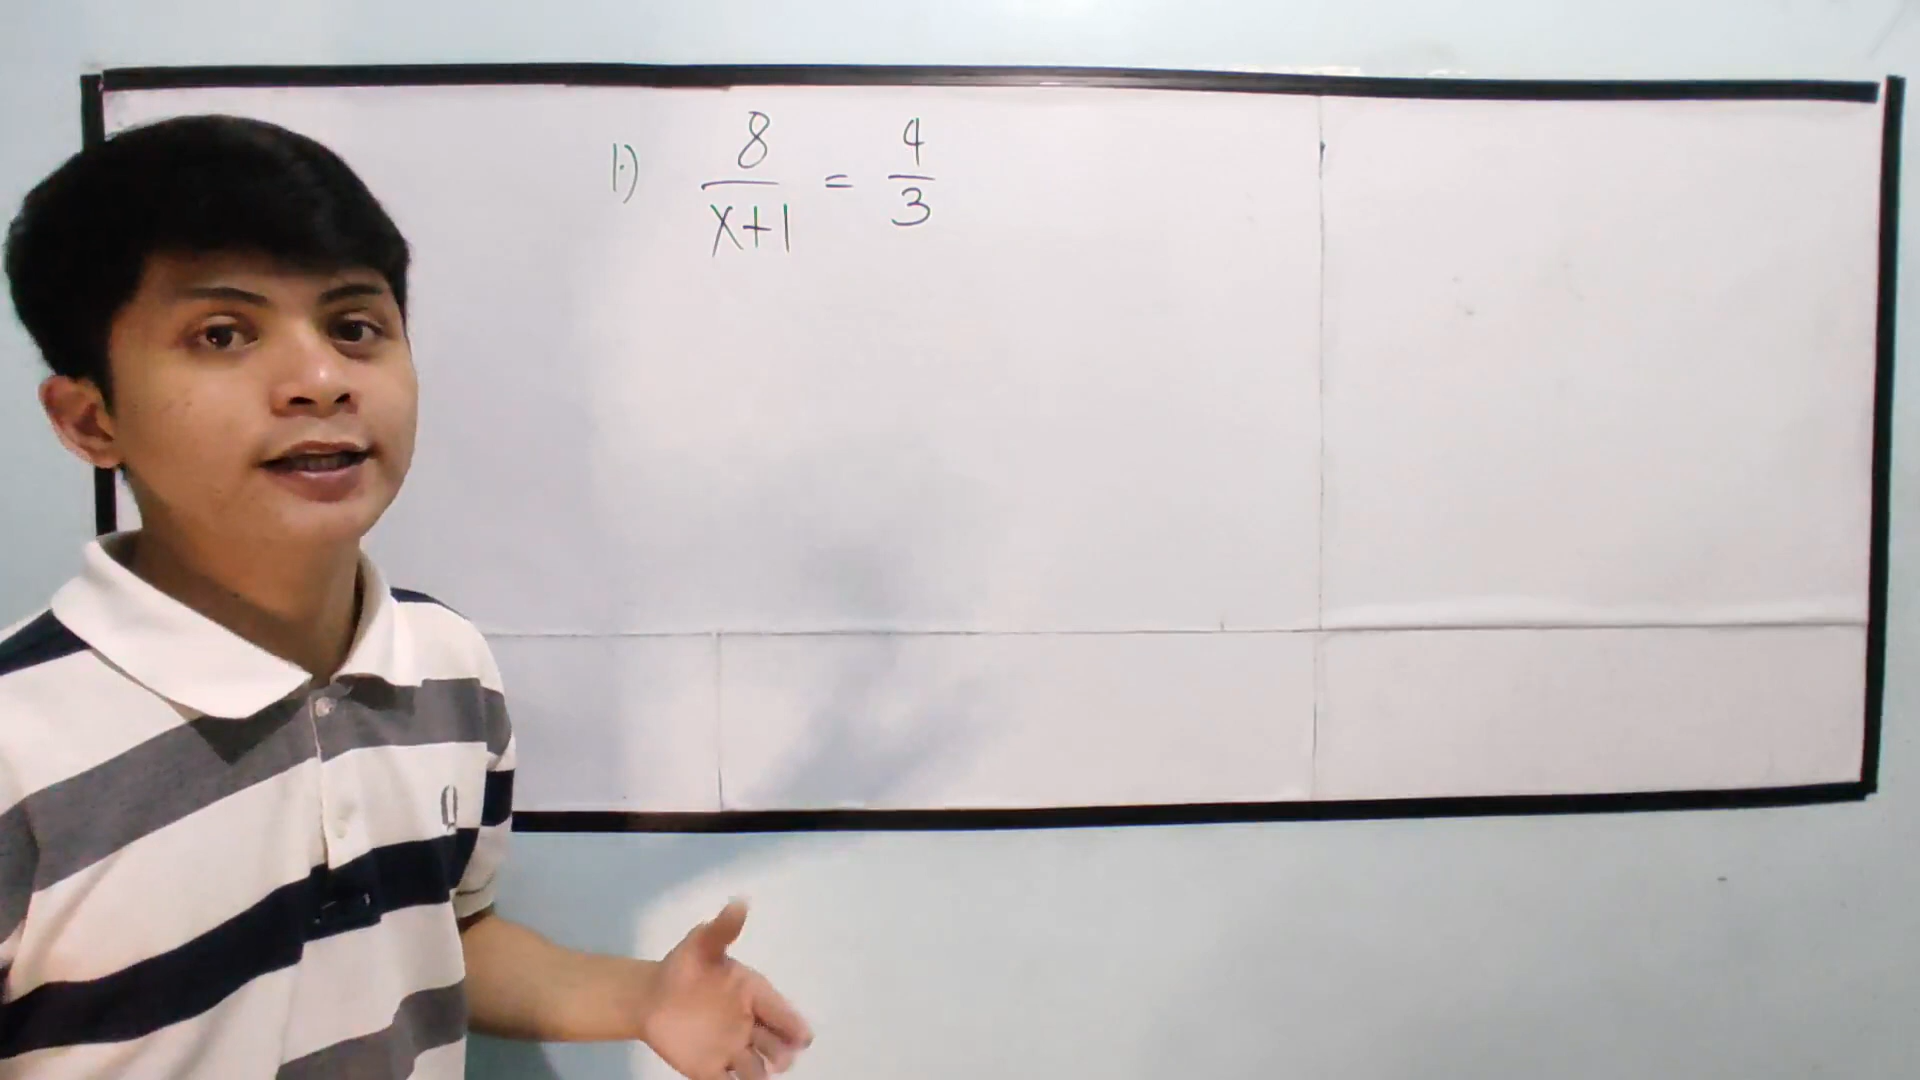 1.) 8/x+1 = 4/3